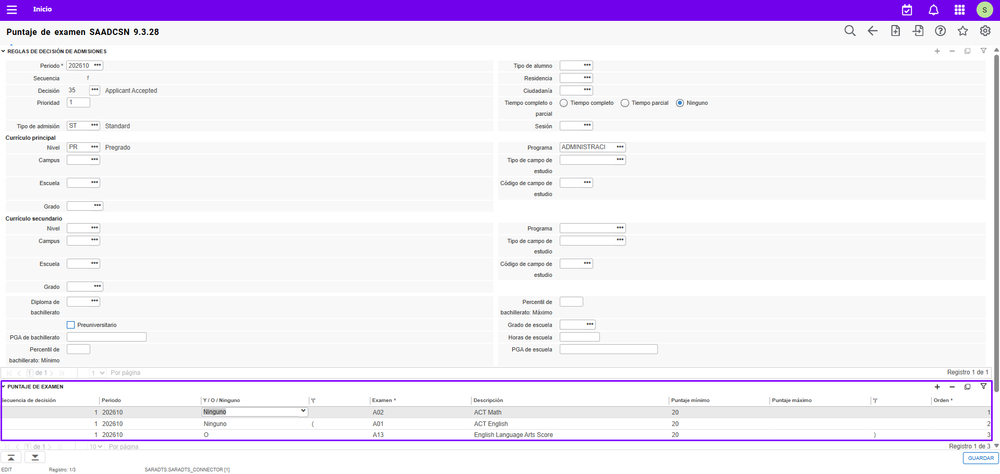 Inicio
S
Puntaje de examen SAADCSN 9.3.28
REGLAS DE DECISIÓN DE ADMISIONES
Periodo * 202610 Tipo de alumno
Secuencia 1 Residencia
Decisión 35 Applicant Accepted Ciudadanía
Prioridad 1 Tiempo completo o parcial Tiempo completo Tiempo parcial Ninguno
Tipo de admisión ST Standard Sesión
Currículo principal
Nivel PR Pregrado Programa ADMINISTRACI
Campus Tipo de campo de estudio
Escuela Código de campo de estudio
Grado
Currículo secundario
Nivel Programa
Campus Tipo de campo de estudio
Escuela Código de campo de estudio
Grado
Diploma de bachillerato Percentil de bachillerato: Máximo
Preuniversitario Grado de escuela
PGA de bachillerato Horas de escuela
Percentil de bachillerato: Mínimo PGA de escuela
1 de 1 1 Por página Registro 1 de 1
PUNTAJE DE EXAMEN
Secuencia de decisión Periodo Y / O / Ninguno '(' Examen * Descripción Puntaje mínimo Puntaje máximo ')' Orden *
1 202610 Ninguno A02 ACT Math 20 1
1 202610 Ninguno ( A01 ACT English 20 2
1 202610 O A13 English Language Arts Score 20 ) 3
1 de 1 10 Por página Registro 1 de 3
GUARDAR
EDIT Registro: 1/3 SARADTS.SARADTS_CONNECTOR [1]